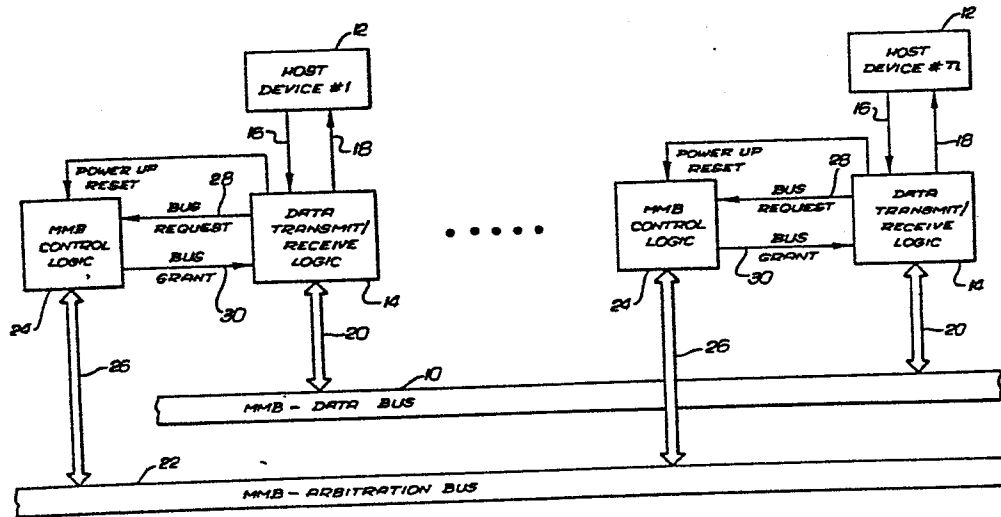 12
HOST
DEVICE #1
16
18
POWER UP
RESET
28
BUS
REQUEST
MMB
CONTROL
LOGIC
DATA
TRANSMIT/
RECEIVE LOGIC
BUS
GRANT
30
24
14
20
26
12
HOST
DEVICE #n
16
18
POWER UP
RESET
28
BUS
REQUEST
MMB
CONTROL
LOGIC
DATA
TRANSMIT/
RECEIVE LOGIC
BUS
GRANT
30
24
14
20
26
10
MMB - DATA BUS
22
MMB - ARBITRATION BUS